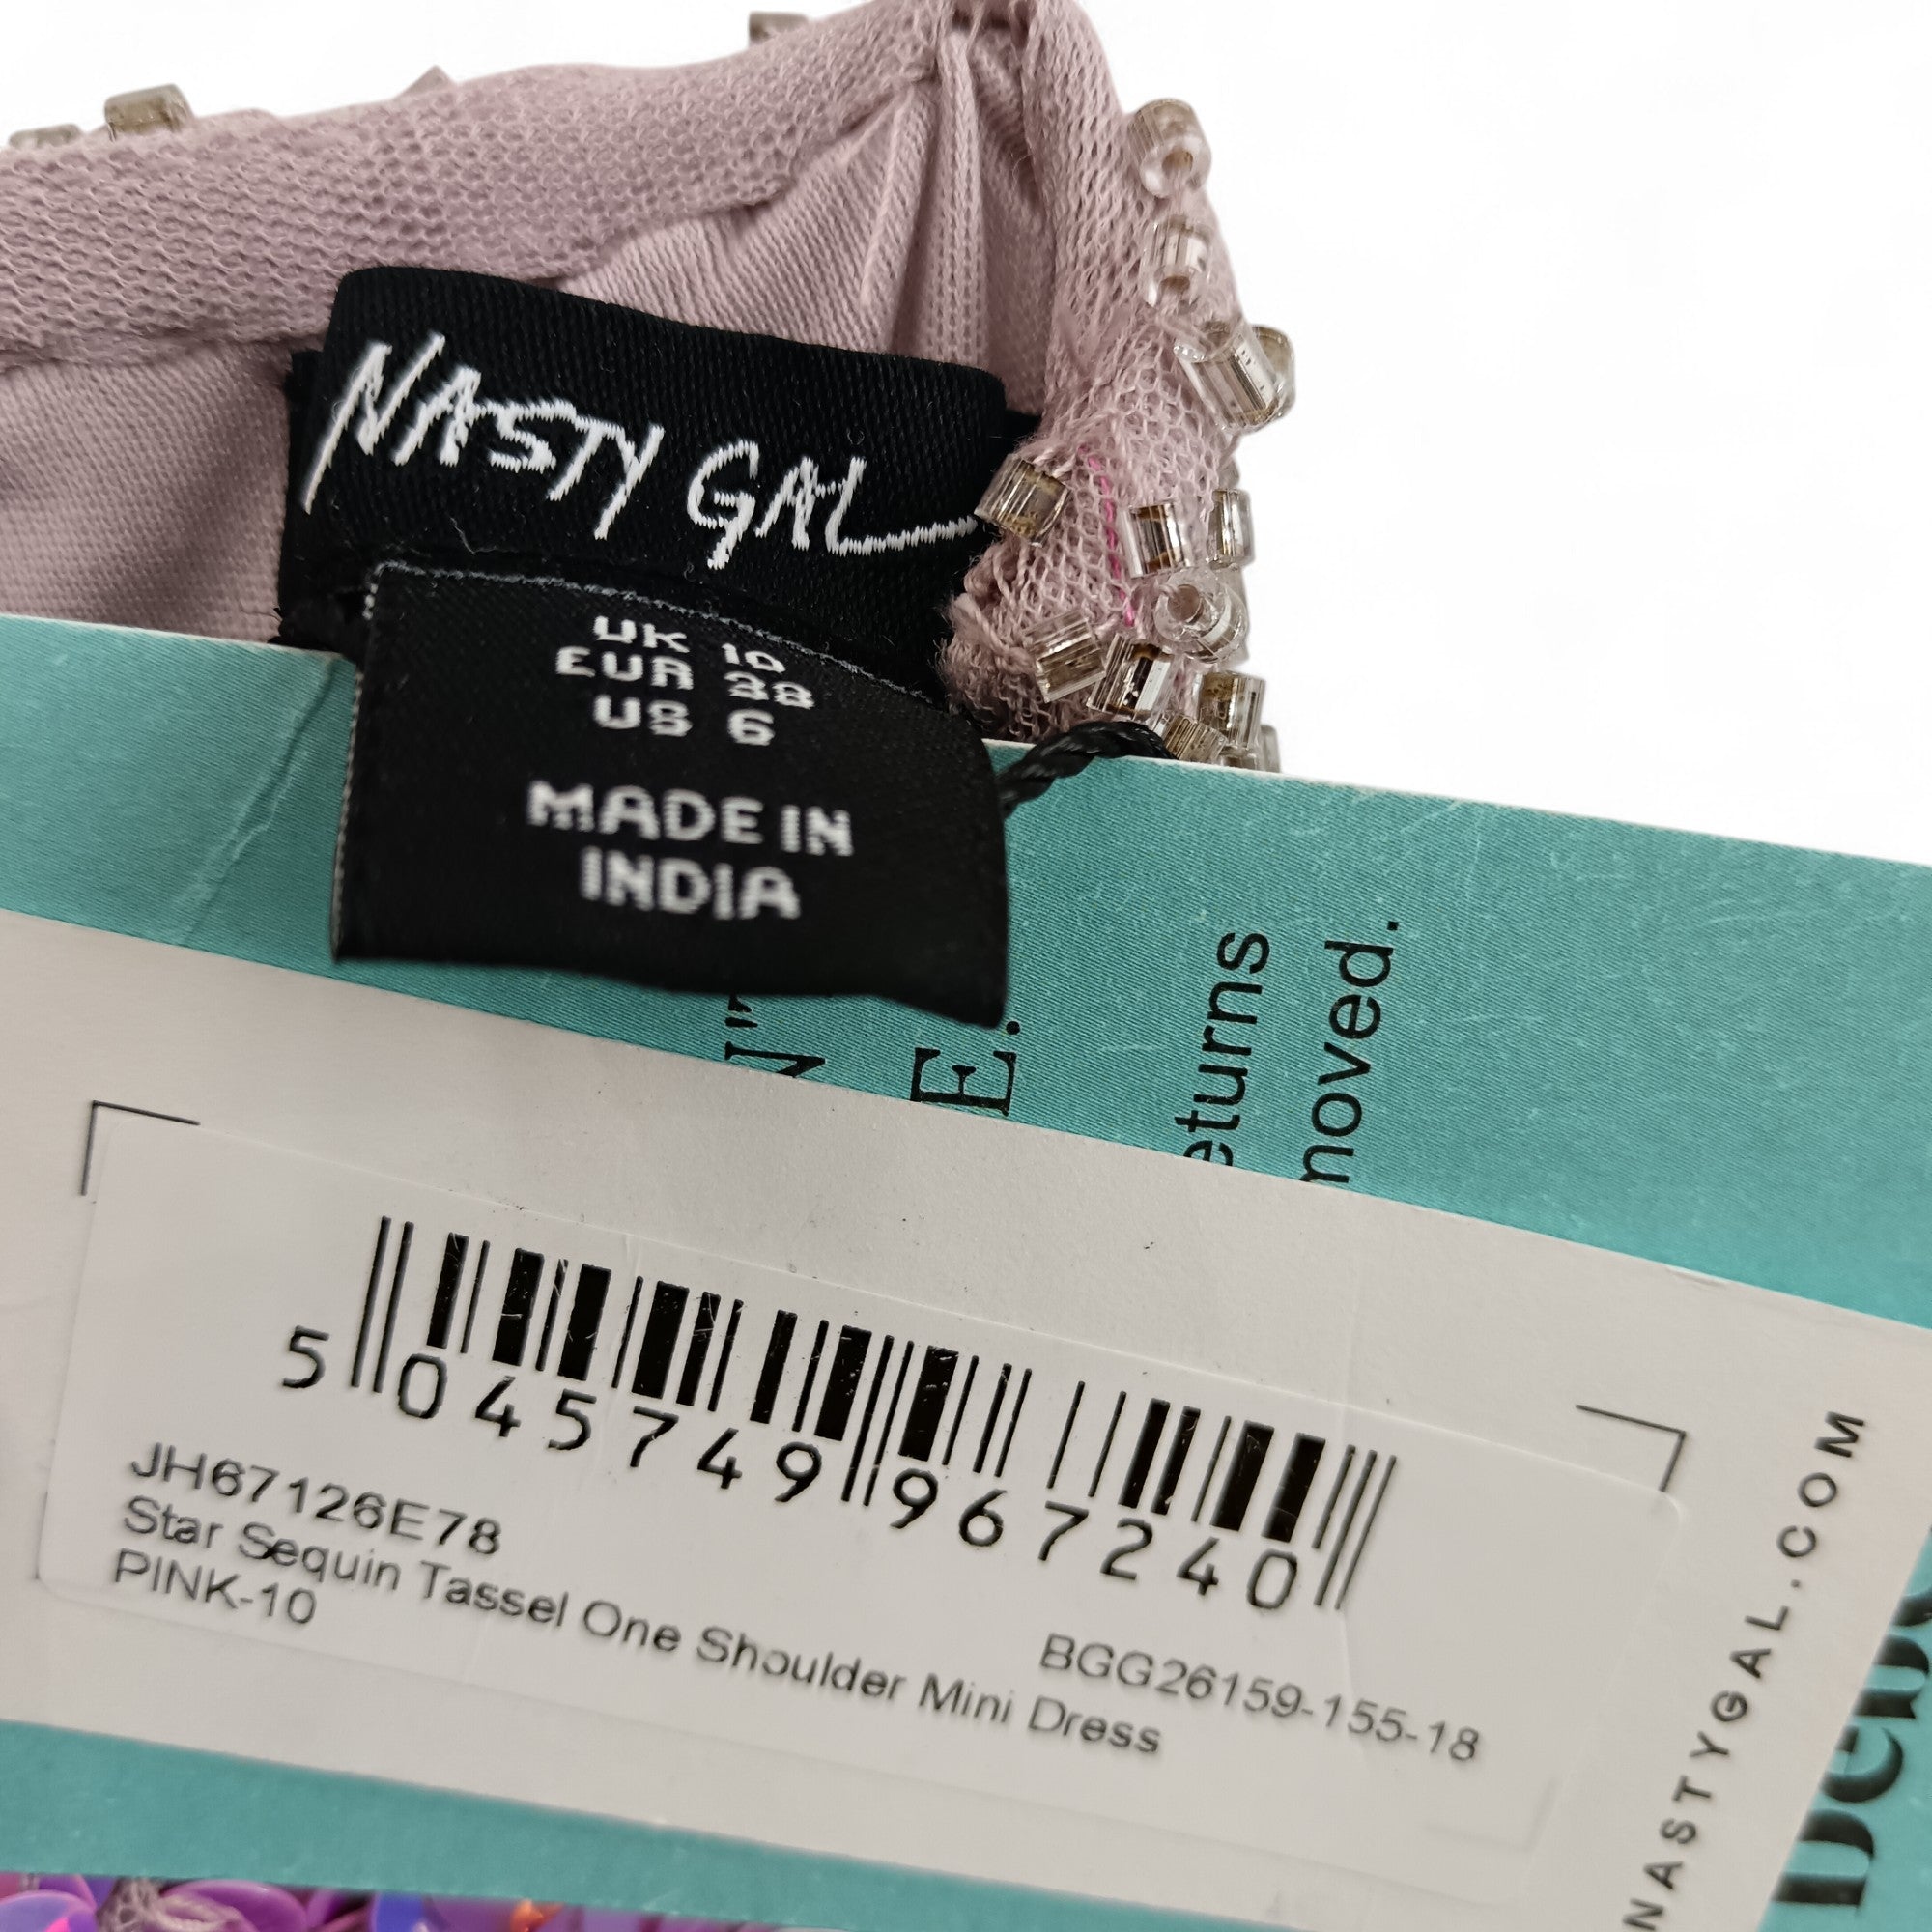 NASTY GAL
UK 10
EUR 38
US 6
MADE IN
INDIA
E.
eturns
moved.
5 045749 967240
JH67126E78
Star Sequin Tassel One Shoulder Mini Dress
PINK-10
BGG26159-155-18
NASTYGAL.COM